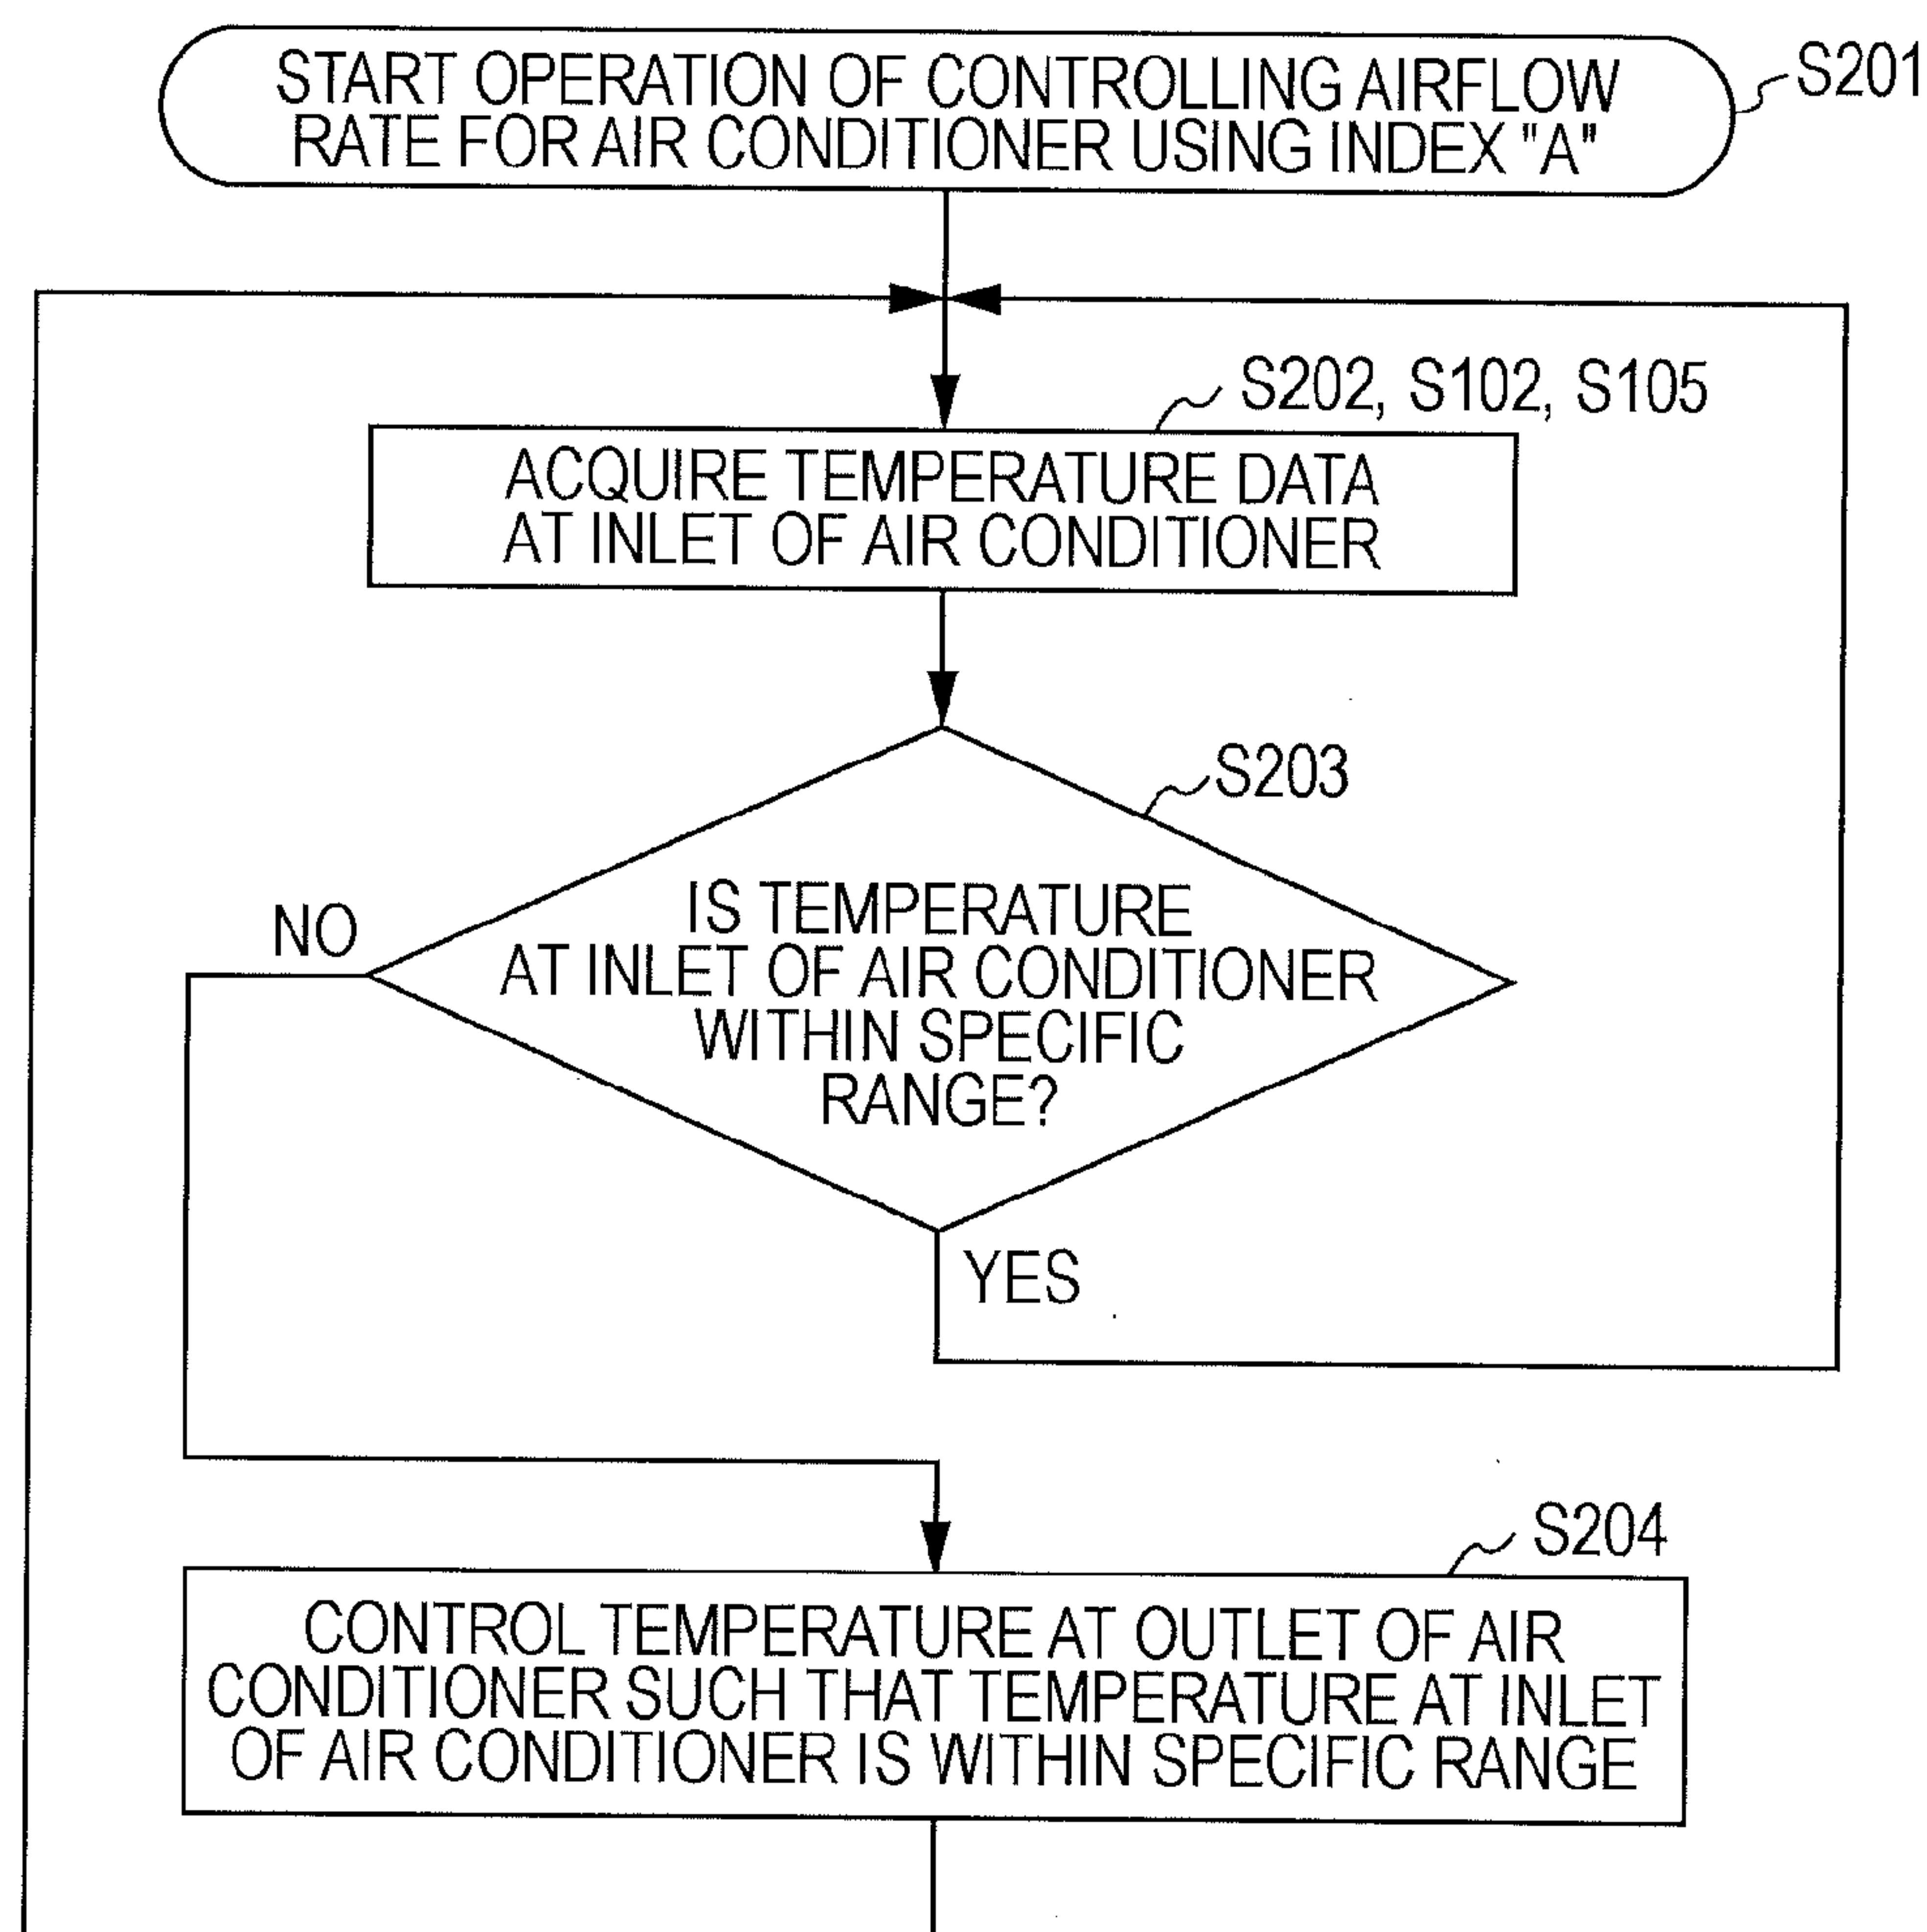 START OPERATION OF CONTROLLING AIRFLOW
RATE FOR AIR CONDITIONER USING INDEX "A"
S201
S202, S102, S105
ACQUIRE TEMPERATURE DATA
AT INLET OF AIR CONDITIONER
S203
IS TEMPERATURE
AT INLET OF AIR CONDITIONER
WITHIN SPECIFIC
RANGE?
NO
YES
S204
CONTROL TEMPERATURE AT OUTLET OF AIR
CONDITIONER SUCH THAT TEMPERATURE AT INLET
OF AIR CONDITIONER IS WITHIN SPECIFIC RANGE